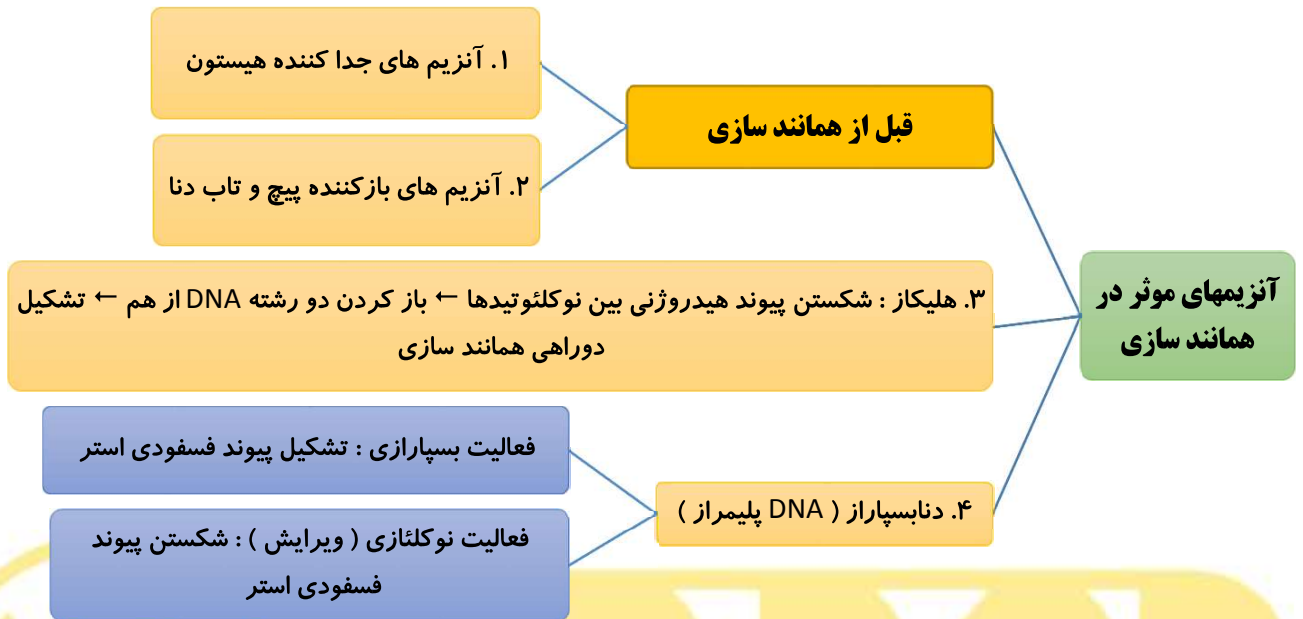 آنزیمهای موثر در
همانند سازی
قبل از همانند سازی
۱. آنزیم های جدا کننده هیستون
۲. آنزیم های بازکننده پیچ و تاب دنا
۳. هلیکاز : شکستن پیوند هیدروژنی بین نوکلئوتیدها ← باز کردن دو رشته DNA از هم ← تشکیل
دوراهی همانند سازی
۴. دنابسپاراز ( DNA پلیمراز )
فعالیت بسپارازی : تشکیل پیوند فسفودی استر
فعالیت نوکلئازی ( ویرایش ) : شکستن پیوند
فسفودی استر